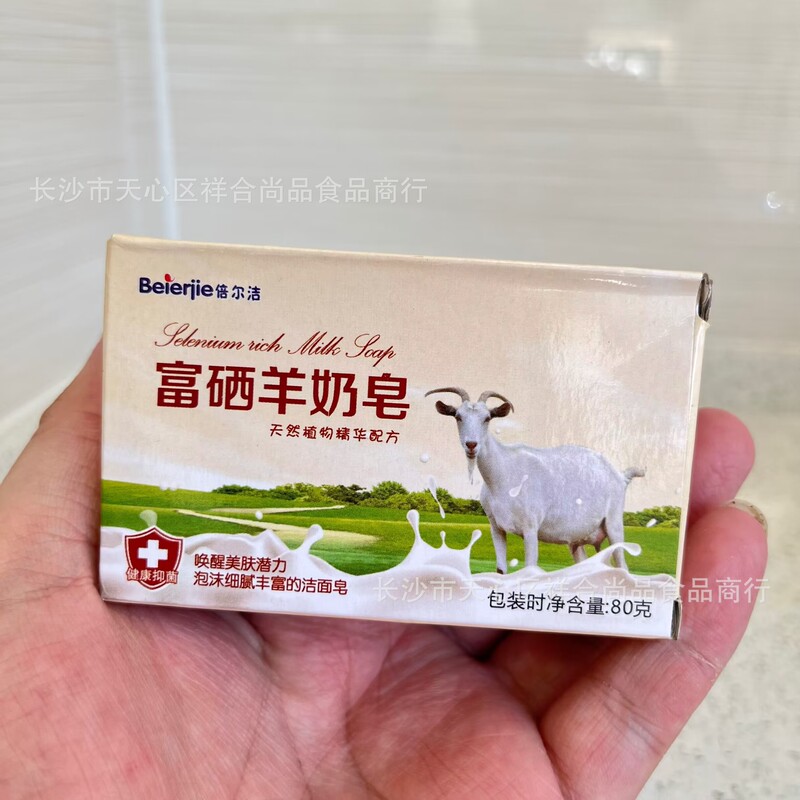 长沙市天心区祥合尚品食品商行
Beierjie倍尔洁
Selenium rich Milk Soap
富硒羊奶皂
天然植物精华配方
健康抑菌
唤醒美肤潜力
泡沫细腻丰富的洁面皂
长沙市天心区祥合尚品食品商行
包装时净含量:80克